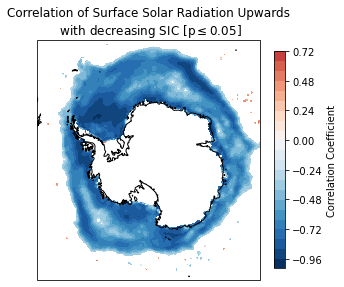 Correlation of Surface Solar Radiation Upwards
with decreasing SIC [p ≤ 0.05]
0.72
0.48
0.24
0.00
−0.24
−0.48
−0.72
−0.96
Correlation Coefficient